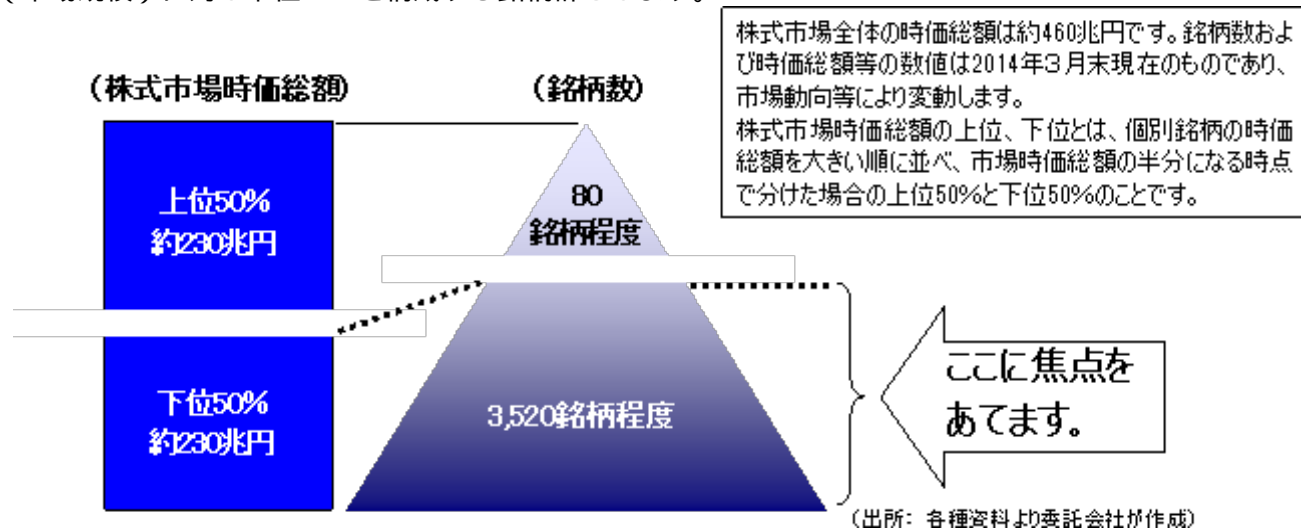 株式市場全体の時価総額は約460兆円です。銘柄数およ
び時価総額等の数値は2014年3月末現在のものであり、
市場動向等により変動します。
株式市場時価総額の上位、下位とは、個別銘柄の時価
総額を大きい順に並べ、市場時価総額の半分になる時点
で分けた場合の上位50%と下位50%のことです。
(株式市場時価総額)
(銘柄数)
上位50%
約230兆円
80
銘柄程度
下位50%
約230兆円
3,520銘柄程度
ここに焦点を
あてます。
(出所: 各種資料より委託会社が作成)